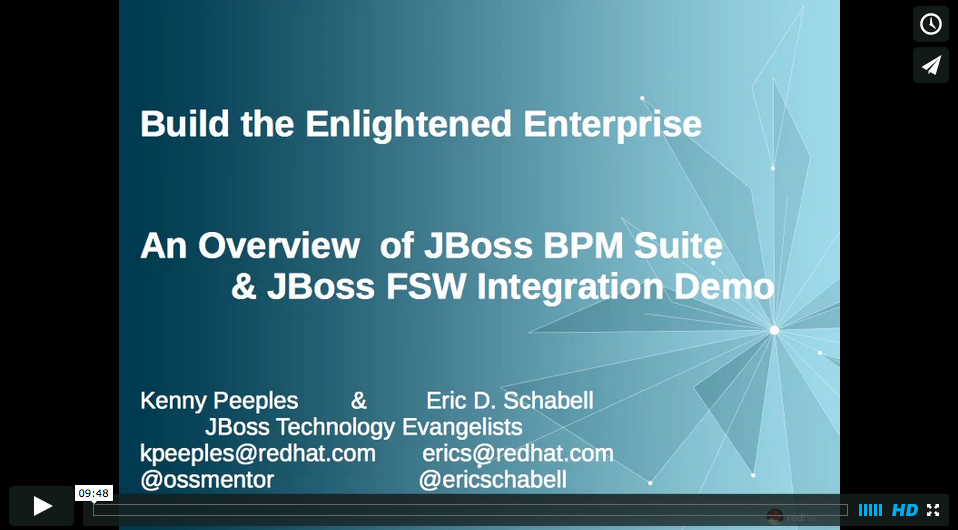 Build the Enlightened Enterprise
An Overview of JBoss BPM Suite
& JBoss FSW Integration Demo
Kenny Peeples & Eric D. Schabell
JBoss Technology Evangelists
kpeeples@redhat.com erics@redhat.com
@ossmentor @ericschabell
09:48
HD